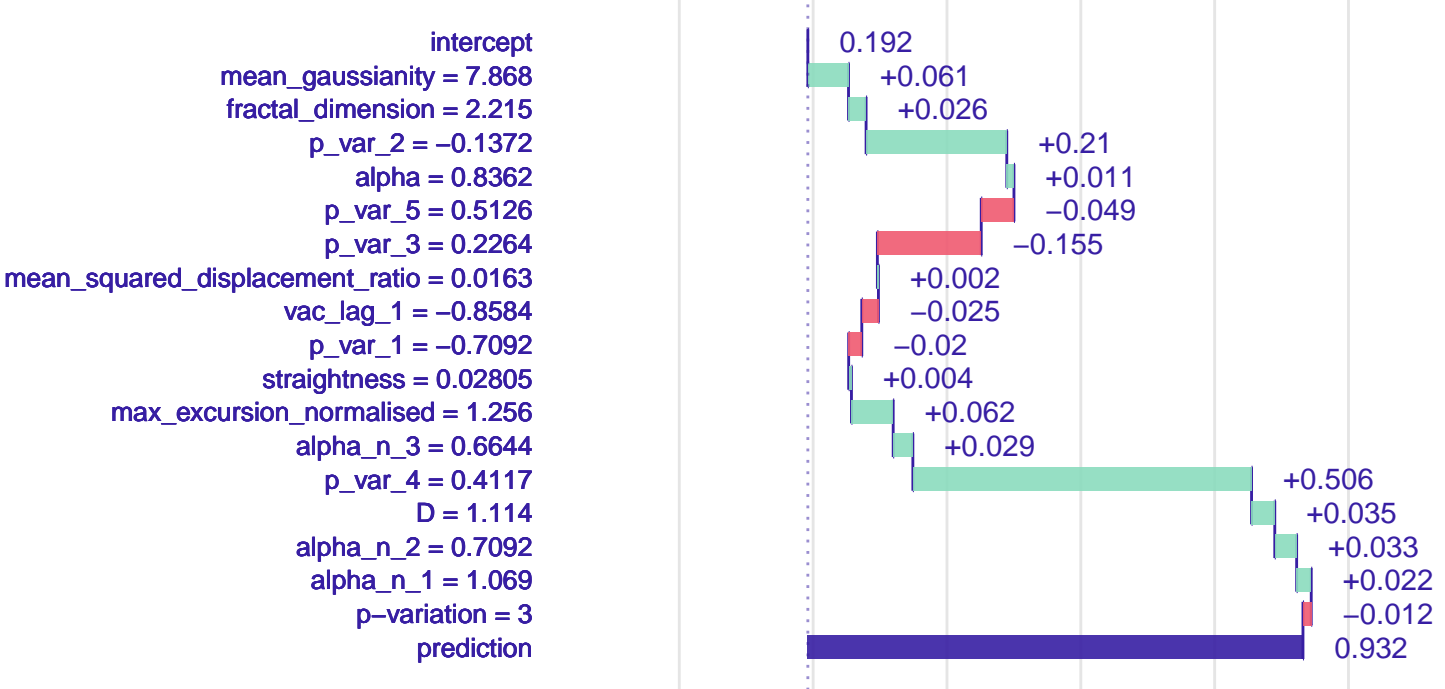 intercept 0.192
mean_gaussianity = 7.868 +0.061
fractal_dimension = 2.215 +0.026
p_var_2 = −0.1372 +0.21
alpha = 0.8362 +0.011
p_var_5 = 0.5126 −0.049
p_var_3 = 0.2264 −0.155
mean_squared_displacement_ratio = 0.0163 +0.002
vac_lag_1 = −0.8584 −0.025
p_var_1 = −0.7092 −0.02
straightness = 0.02805 +0.004
max_excursion_normalised = 1.256 +0.062
alpha_n_3 = 0.6644 +0.029
p_var_4 = 0.4117 +0.506
D = 1.114 +0.035
alpha_n_2 = 0.7092 +0.033
alpha_n_1 = 1.069 +0.022
p−variation = 3 −0.012
prediction 0.932